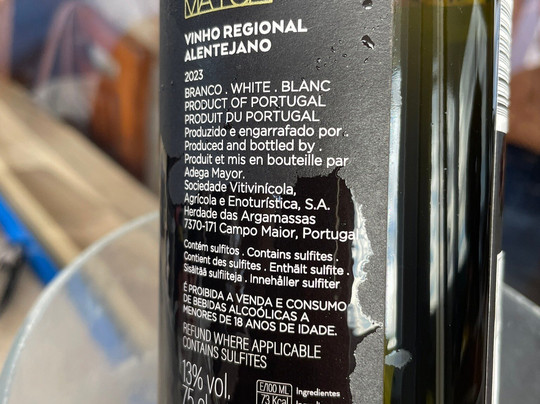 VINHO REGIONAL
ALENTEJANO
2023
BRANCO . WHITE . BLANC
PRODUCT OF PORTUGAL
PRODUIT DU PORTUGAL
Produzido e engarrafado por .
Produced and bottled by .
Produit et mis en bouteille par
Adega Mayor.
Sociedade Vitivinícola,
Agrícola e Enoturística, S.A.
Herdade das Argamassas
7370-171 Campo Maior, Portugal
Contém sulfitos . Contains sulfites .
Contient des sulfites . Enthält sulfite .
Sisältää sulfiiteja . Innehåller sulfiter
É PROIBIDA A VENDA E CONSUMO
DE BEBIDAS ALCOÓLICAS A
MENORES DE 18 ANOS DE IDADE.
REFUND WHERE APPLICABLE
CONTAINS SULFITES
13% vol.
75 cl
E/100 ML
Ingredientes
73 Kcal